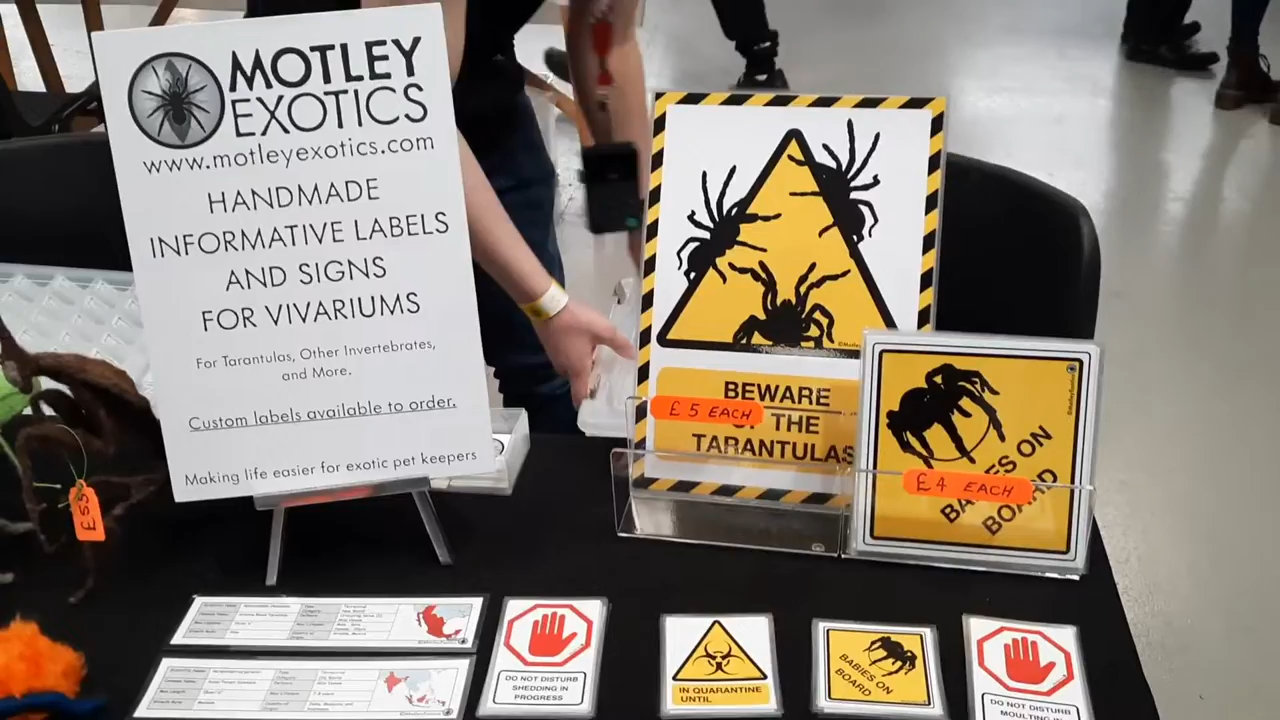 MOTLEY
EXOTICS
www.motleyexotics.com
HANDMADE
INFORMATIVE LABELS
AND SIGNS
FOR VIVARIUMS
For Tarantulas, Other Invertebrates,
and More.
Custom labels available to order.
Making life easier for exotic pet keepers
BEWARE
THE
TARANTULAS
£5 EACH
BABIES ON
BOARD
£4 EACH
DO NOT DISTURB
SHEDDING IN
PROGRESS
IN QUARANTINE
UNTIL
BABIES ON
BOARD
DO NOT DISTURB
MOULTING IN